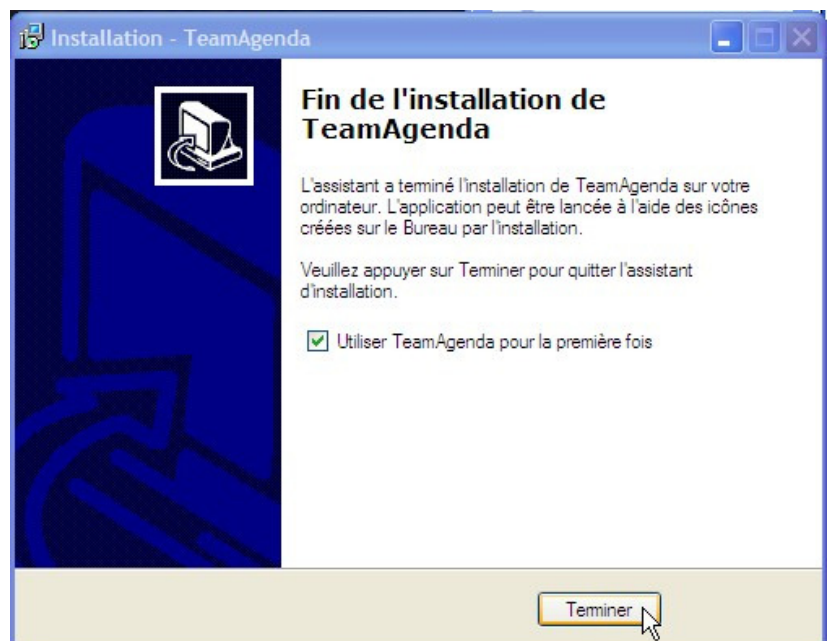 Installation - TeamAgenda
Fin de l'installation de
TeamAgenda
L'assistant a terminé l'installation de TeamAgenda sur votre
ordinateur. L'application peut être lancée à l'aide des icônes
créées sur le Bureau par l'installation.
Veuillez appuyer sur Terminer pour quitter l'assistant
d'installation.
Utiliser TeamAgenda pour la première fois
Teminer